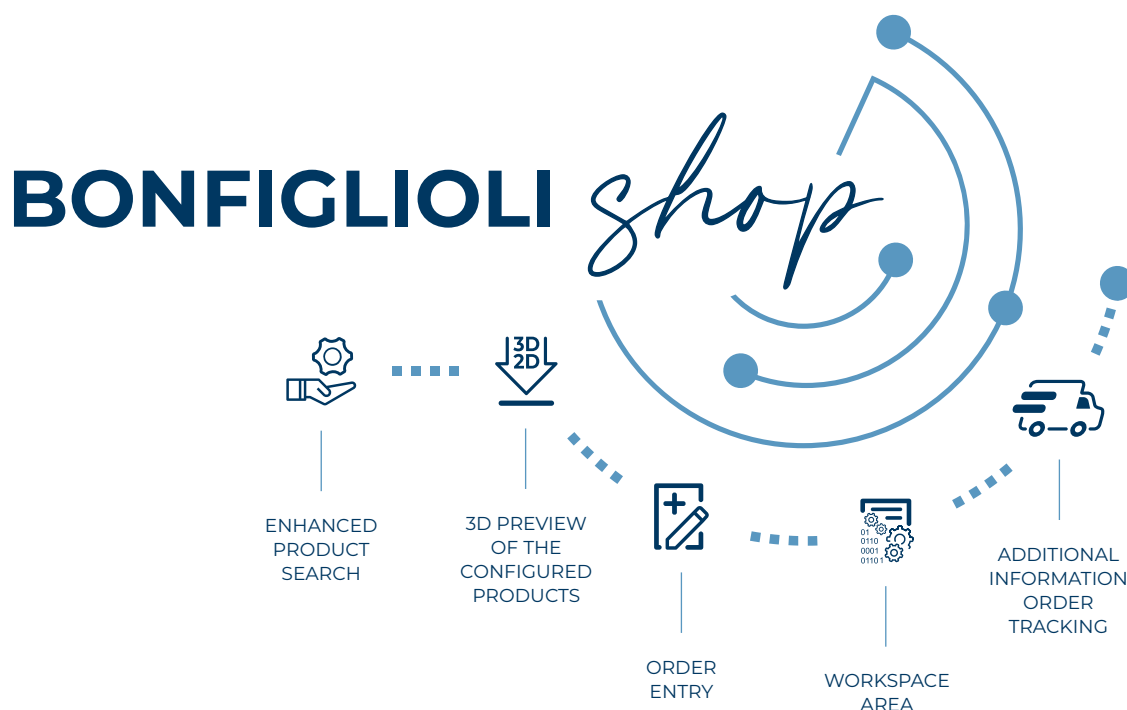 BONFIGLIOLI shop
3D
2D
ENHANCED
PRODUCT
SEARCH
3D PREVIEW
OF THE
CONFIGURED
PRODUCTS
ORDER
ENTRY
01
0110
0001
01101
WORKSPACE
AREA
ADDITIONAL
INFORMATION
ORDER
TRACKING